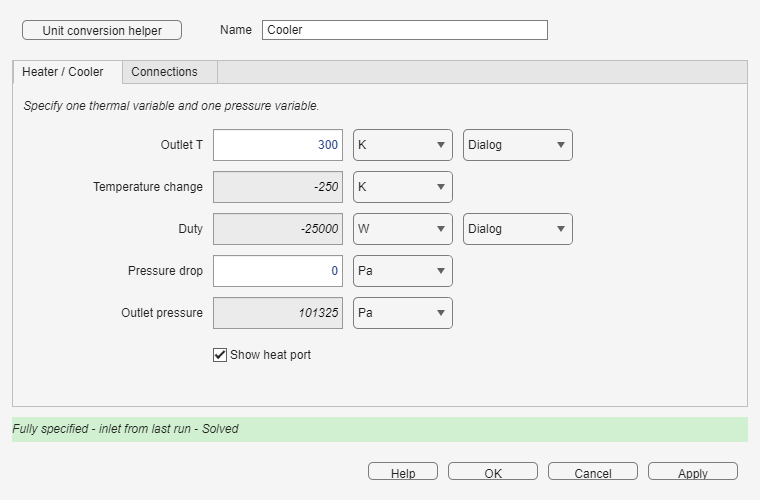 Unit conversion helper Name Cooler
Heater / Cooler Connections
Specify one thermal variable and one pressure variable.
Outlet T 300 K Dialog
Temperature change -250 K
Duty -25000 W Dialog
Pressure drop 0 Pa
Outlet pressure 101325 Pa
Show heat port
Fully specified - inlet from last run - Solved
Help OK Cancel Apply